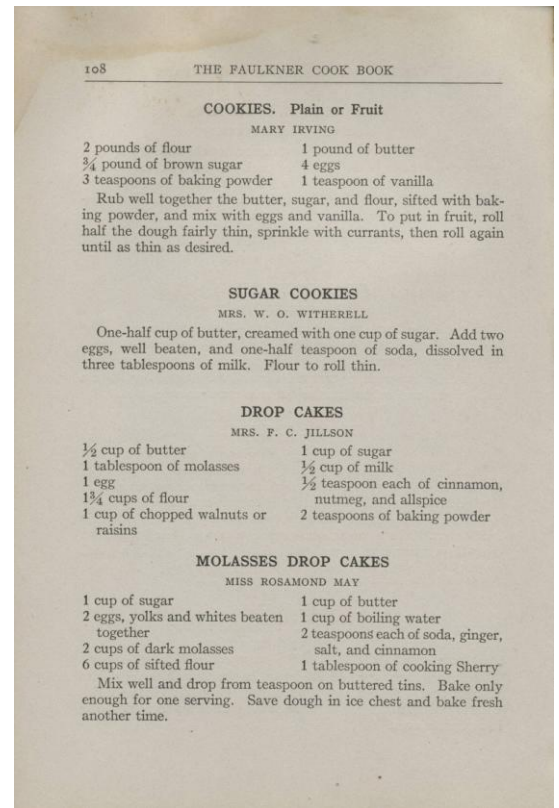 108 THE FAULKNER COOK BOOK
COOKIES. Plain or Fruit
MARY IRVING
2 pounds of flour
¾ pound of brown sugar
3 teaspoons of baking powder
1 pound of butter
4 eggs
1 teaspoon of vanilla
Rub well together the butter, sugar, and flour, sifted with bak-
ing powder, and mix with eggs and vanilla. To put in fruit, roll
half the dough fairly thin, sprinkle with currants, then roll again
until as thin as desired.
SUGAR COOKIES
MRS. W. O. WITHERELL
One-half cup of butter, creamed with one cup of sugar. Add two
eggs, well beaten, and one-half teaspoon of soda, dissolved in
three tablespoons of milk. Flour to roll thin.
DROP CAKES
MRS. F. C. JILLSON
½ cup of butter
1 tablespoon of molasses
1 egg
1¾ cups of flour
1 cup of chopped walnuts or
raisins
1 cup of sugar
½ cup of milk
½ teaspoon each of cinnamon,
nutmeg, and allspice
2 teaspoons of baking powder
MOLASSES DROP CAKES
MISS ROSAMOND MAY
1 cup of sugar
2 eggs, yolks and whites beaten
together
2 cups of dark molasses
6 cups of sifted flour
1 cup of butter
1 cup of boiling water
2 teaspoons each of soda, ginger,
salt, and cinnamon
1 tablespoon of cooking Sherry
Mix well and drop from teaspoon on buttered tins. Bake only
enough for one serving. Save dough in ice chest and bake fresh
another time.